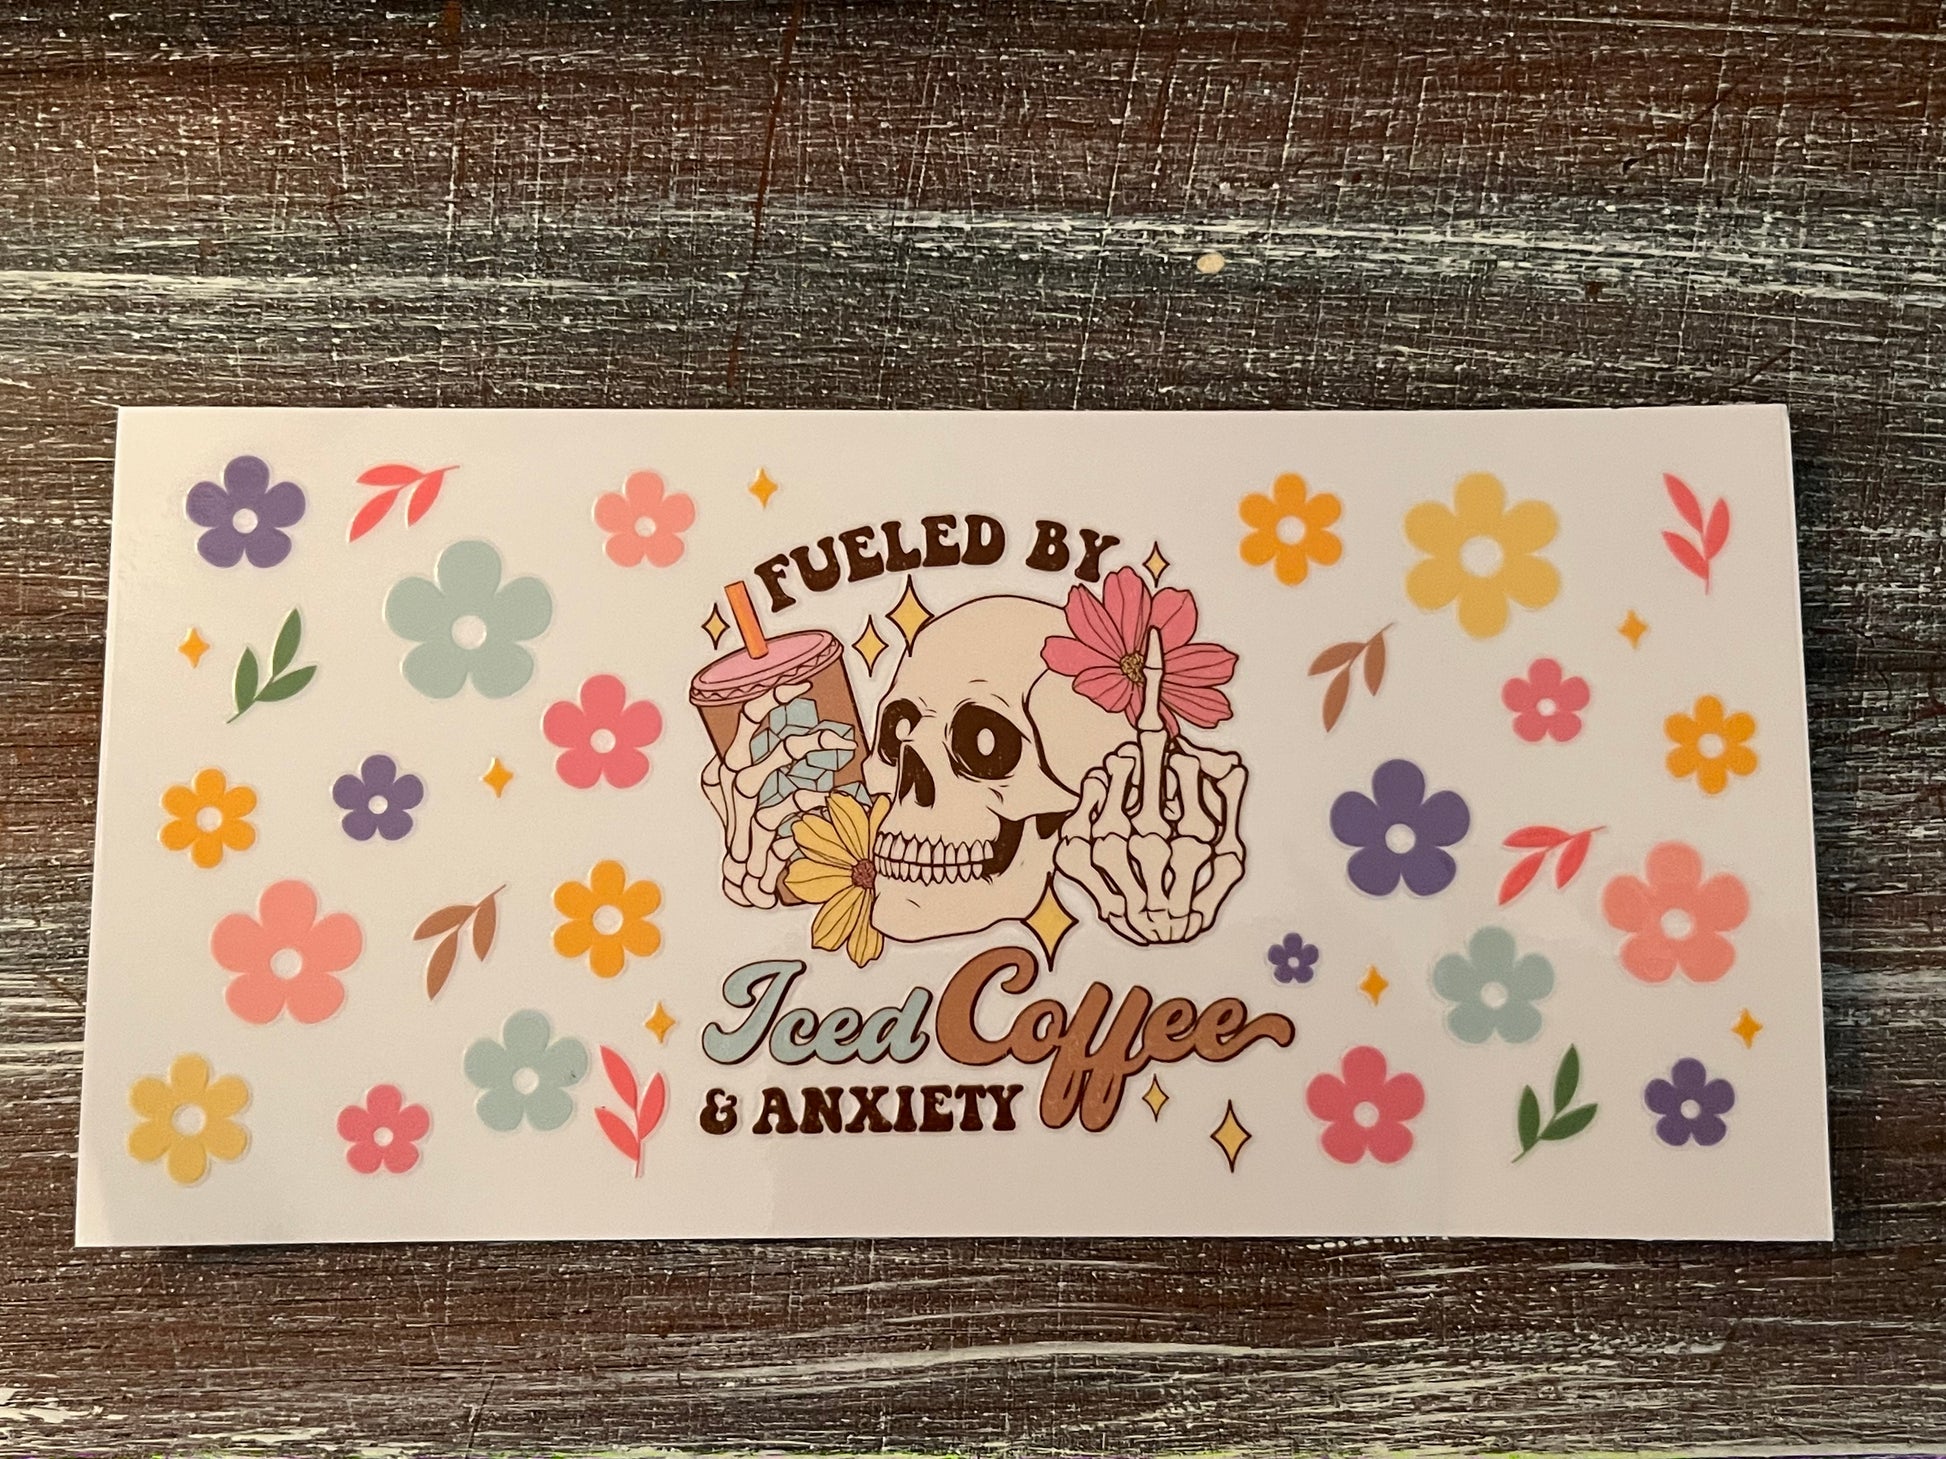 FUELED BY
Iced Coffee
& ANXIETY